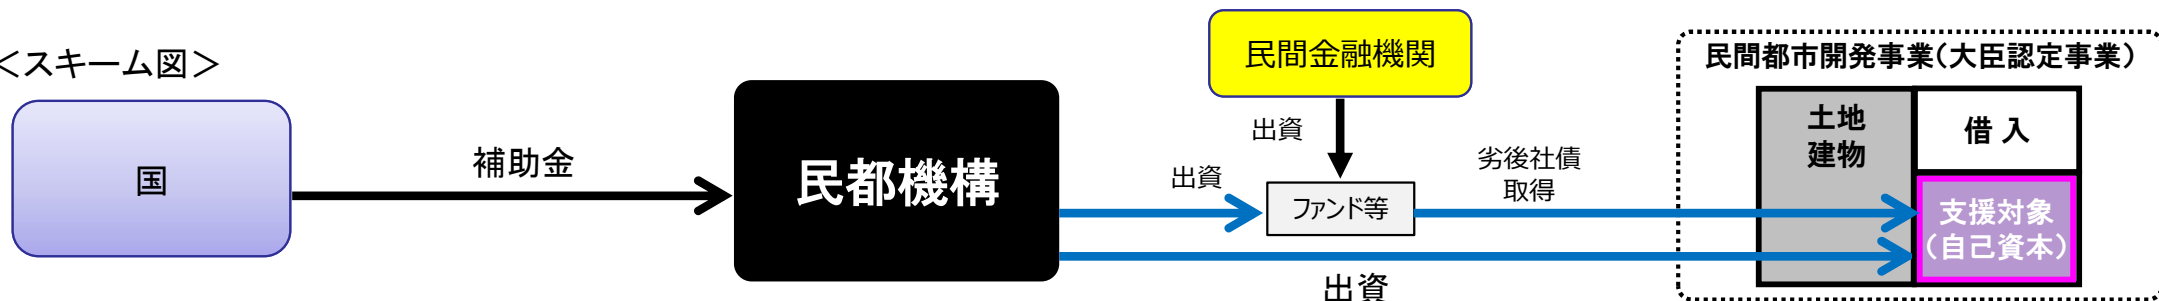 ＜スキーム図＞
国
補助金
民都機構
民間金融機関
出資
出資
ファンド等
劣後社債
取得
出資
民間都市開発事業（大臣認定事業）
土地
建物
借 入
支援対象
（自己資本）